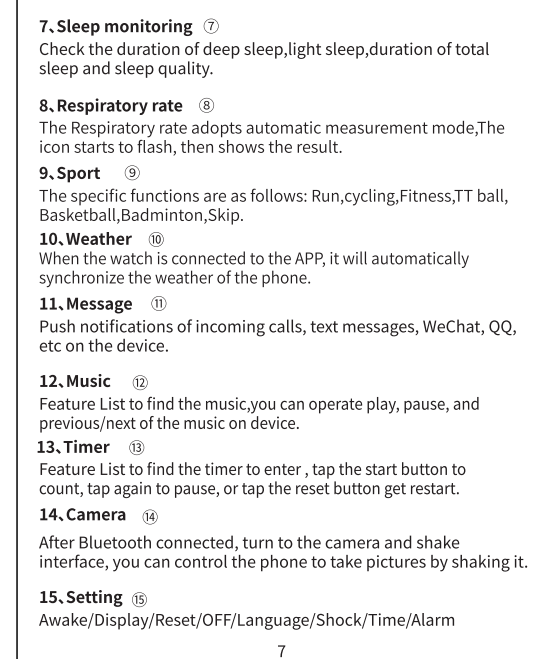 7、Sleep monitoring ⑦
Check the duration of deep sleep,light sleep,duration of total
sleep and sleep quality.
8、Respiratory rate ⑧
The Respiratory rate adopts automatic measurement mode,The
icon starts to flash, then shows the result.
9、Sport ⑨
The specific functions are as follows: Run,cycling,Fitness,TT ball,
Basketball,Badminton,Skip.
10、Weather ⑩
When the watch is connected to the APP, it will automatically
synchronize the weather of the phone.
11、Message ⑪
Push notifications of incoming calls, text messages, WeChat, QQ,
etc on the device.
12、Music ⑫
Feature List to find the music,you can operate play, pause, and
previous/next of the music on device.
13、Timer ⑬
Feature List to find the timer to enter , tap the start button to
count, tap again to pause, or tap the reset button get restart.
14、Camera ⑭
After Bluetooth connected, turn to the camera and shake
interface, you can control the phone to take pictures by shaking it.
15、Setting ⑮
Awake/Display/Reset/OFF/Language/Shock/Time/Alarm
7